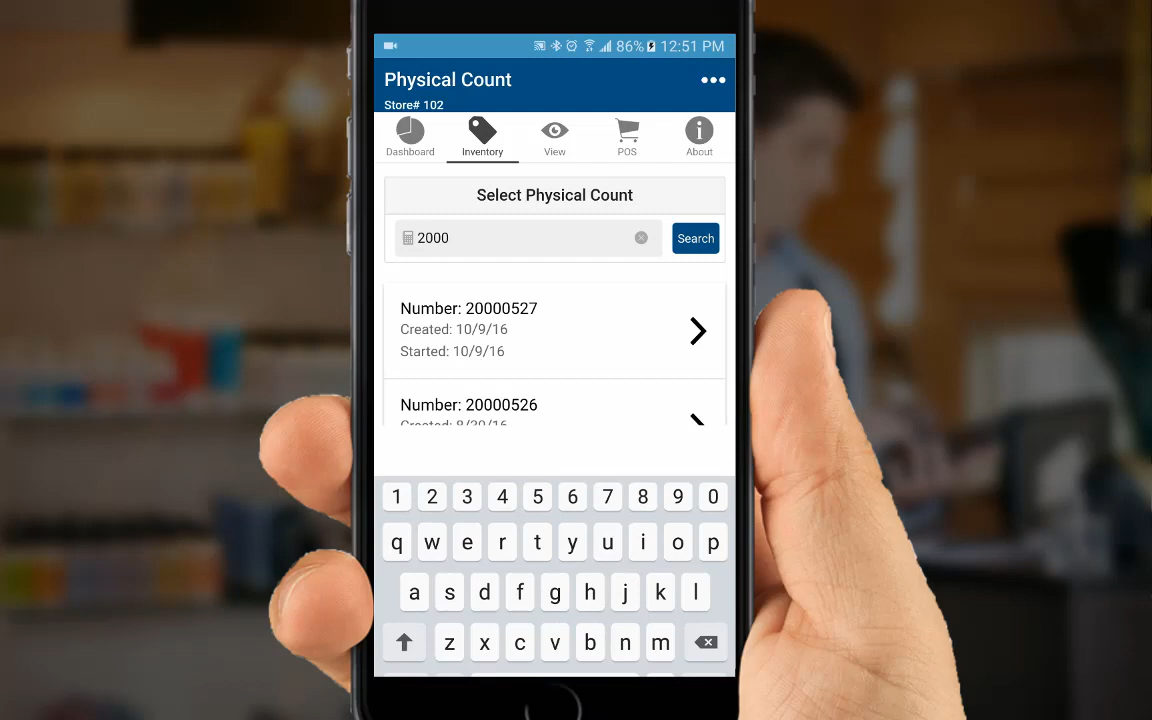 86% 12:51 PM
Physical Count
Store# 102
Dashboard Inventory View POS About
Select Physical Count
2000
Search
Number: 20000527
Created: 10/9/16
Started: 10/9/16
Number: 20000526
Created: 8/30/16
1 2 3 4 5 6 7 8 9 0
q w e r t y u i o p
a s d f g h j k l
z x c v b n m